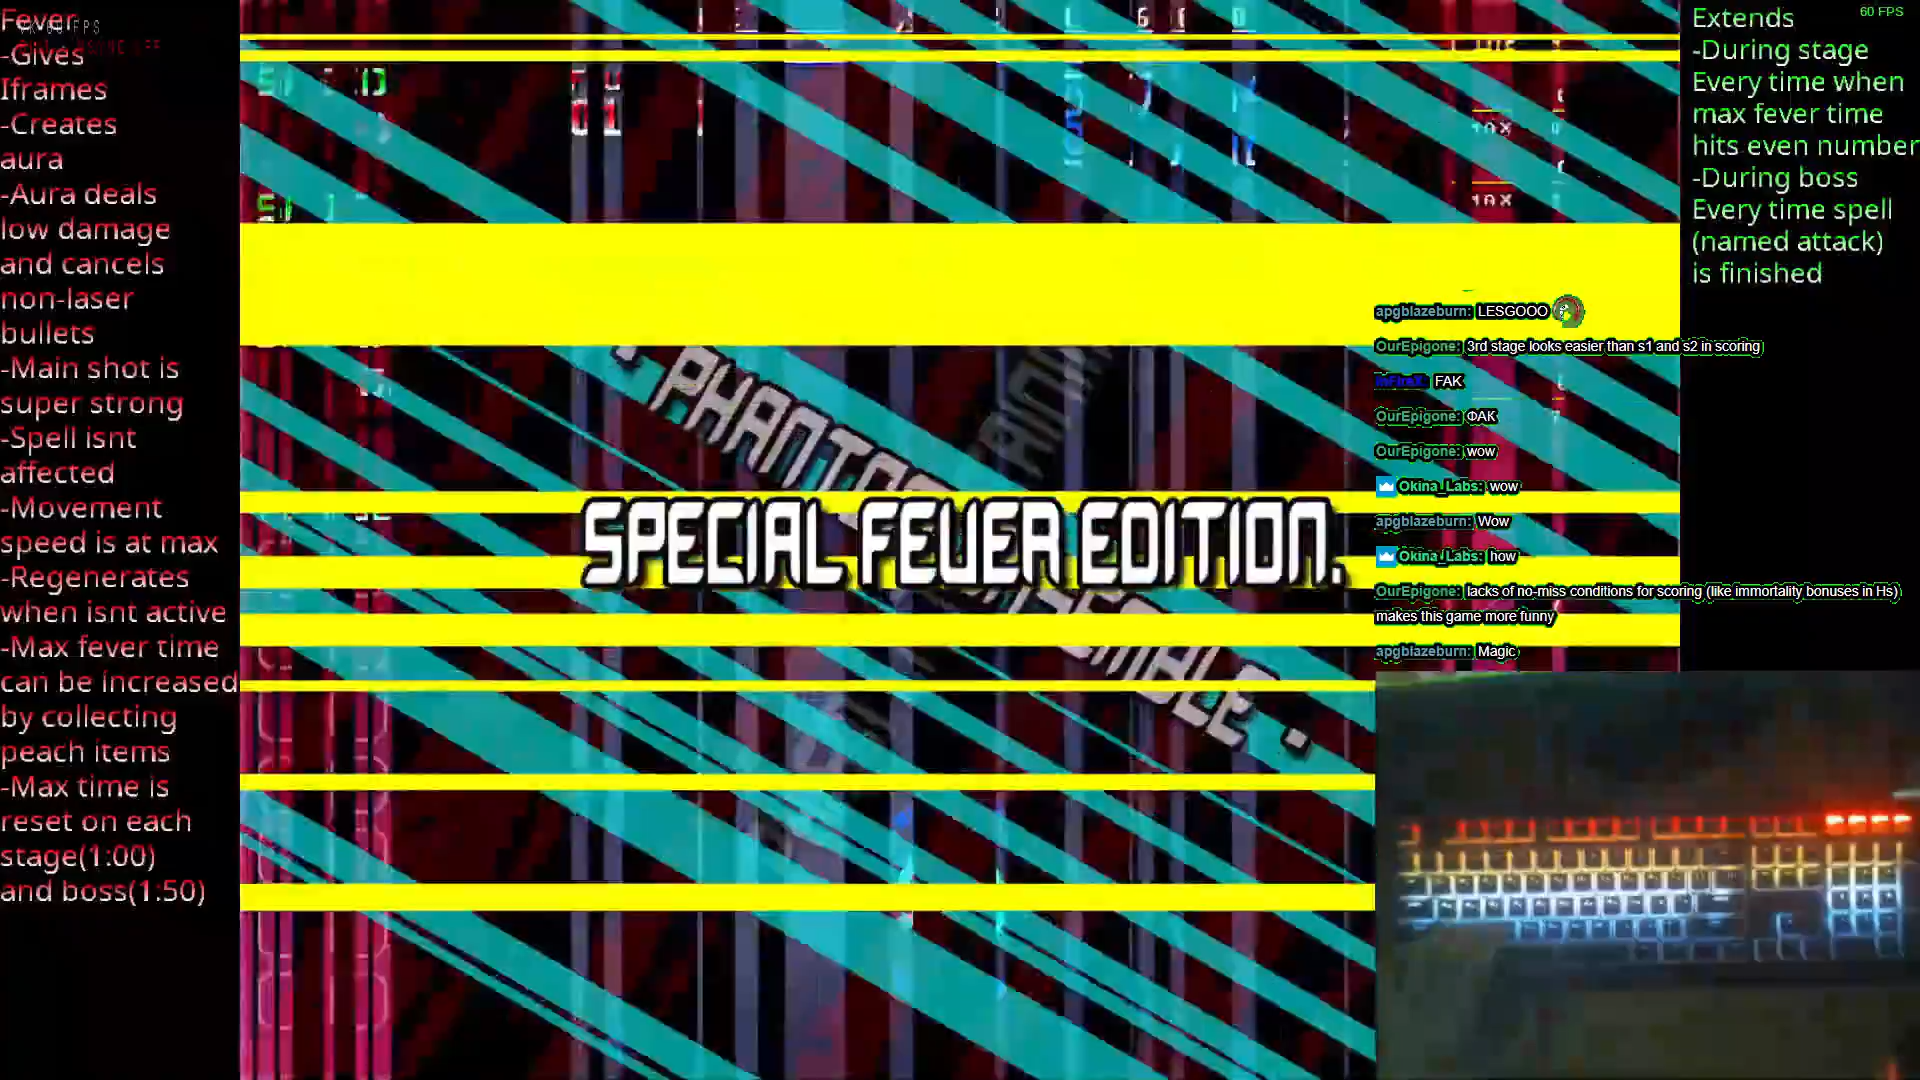 Fever
-Gives
Iframes
-Creates
aura
-Aura deals
low damage
and cancels
non-laser
bullets
-Main shot is
super strong
-Spell isnt
affected
-Movement
speed is at max
-Regenerates
when isnt active
-Max fever time
can be increased
by collecting
peach items
-Max time is
reset on each
stage(1:00)
and boss(1:50)
PHANTO
SEMBLE.
SPECIAL FEVER EDITION.
10X
10X
60 FPS
Extends
-During stage
Every time when
max fever time
hits even number
-During boss
Every time spell
(named attack)
is finished
apgblazeburn: LESGOOO
OurEpigone: 3rd stage looks easier than s1 and s2 in scoring
InFireX: FAK
OurEpigone: ФАК
OurEpigone: wow
Okina_Labs: wow
apgblazeburn: Wow
Okina_Labs: how
OurEpigone: lacks of no-miss conditions for scoring (like immortality bonuses in Hs)
makes this game more funny
apgblazeburn: Magic